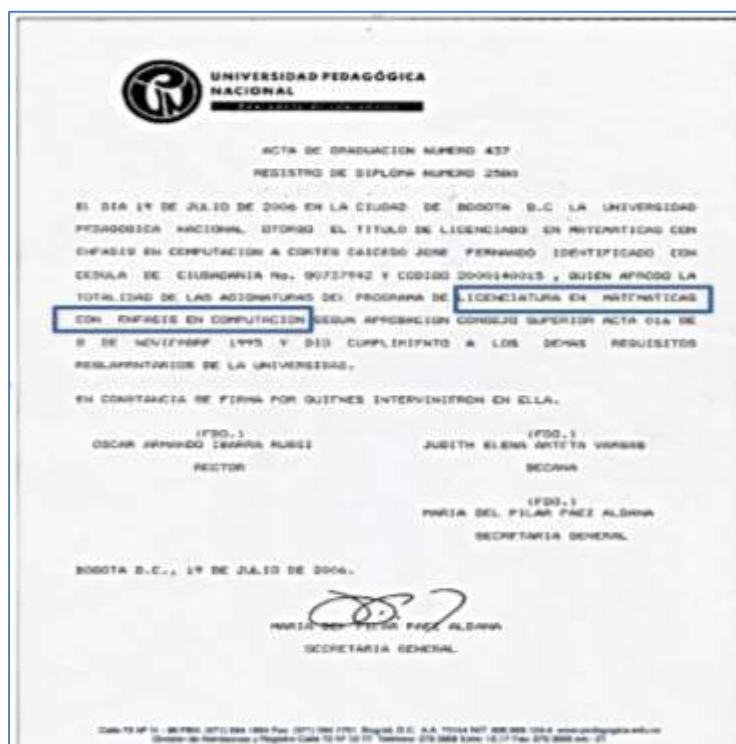 UNIVERSIDAD PEDAGÓGICA
NACIONAL
ACTA DE GRADUACION NUMERO 437
REGISTRO DE DIPLOMA NUMERO
EL DIA 19 DE JULIO DE 2006 EN LA CIUDAD DE BOGOTA D.C LA UNIVERSIDAD
PEDAGOGICA NACIONAL OTORGO EL TITULO DE LICENCIADO EN MATEMATICAS CON
ENFASIS EN COMPUTACION A CORTES CAICEDO JOSE FERNANDO IDENTIFICADO CON
CEDULA DE CIUDADANIA No. Y CODIGO 2000140015 , QUIEN APROBO LA
TOTALIDAD DE LAS ASIGNATURAS DEL PROGRAMA DE LICENCIATURA EN MATEMATICAS
CON ENFASIS EN COMPUTACION SEGUN APROBACION CONSEJO SUPERIOR ACTA 016 DE
DE NOVIEMBRE 1995 Y DIO CUMPLIMIENTO A LOS DEMAS REQUISITOS
REGLAMENTARIOS DE LA UNIVERSIDAD.
EN CONSTANCIA SE FIRMA POR QUIENES INTERVINIERON EN ELLA.
(FDO.)
OSCAR ARMANDO IBARRA RUSSI
RECTOR
(FDO.)
JUDITH ELENA ARTETA VARGAS
DECANA
(FDO.)
MARIA DEL PILAR PAEZ ALDANA
SECRETARIA GENERAL
BOGOTA D.C., 19 DE JULIO DE 2006.
MARIA DEL PILAR PAEZ ALDANA
SECRETARIA GENERAL